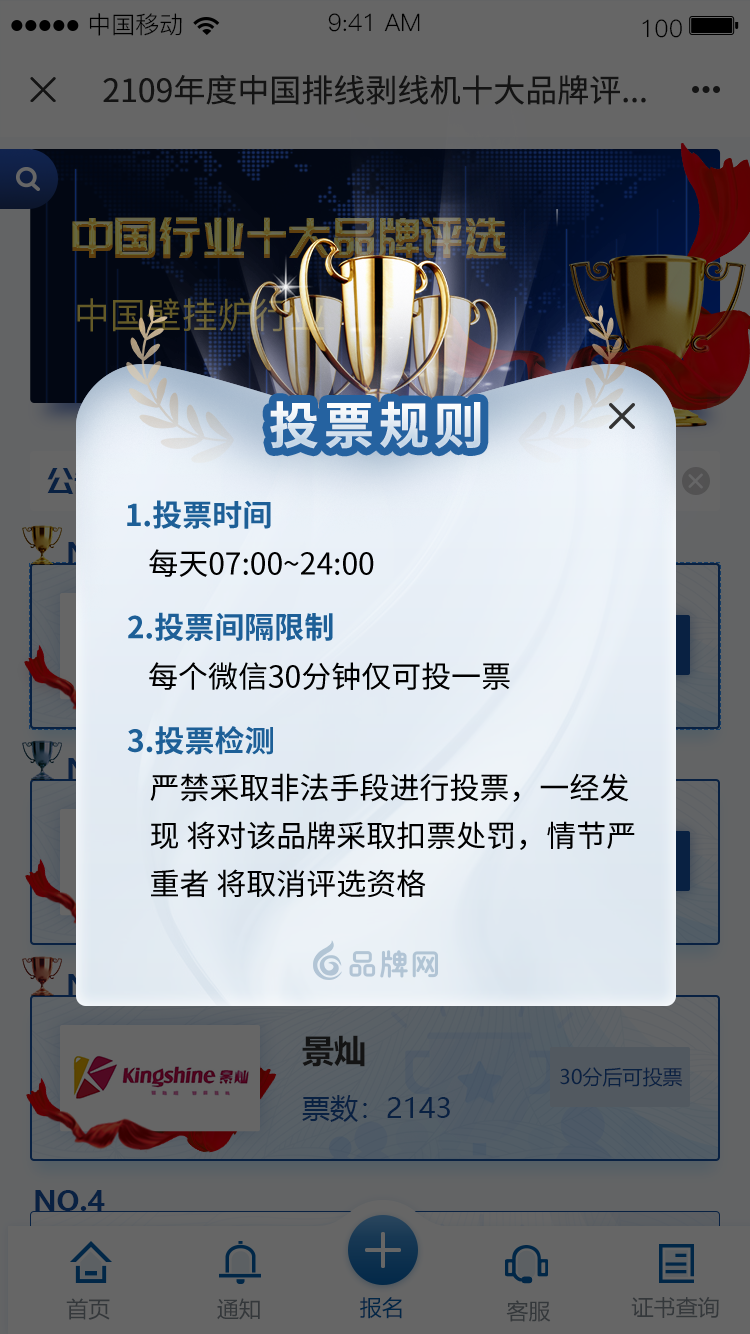 中国移动 9:41 AM 100
2109年度中国排线剥线机十大品牌评...
中国行业十大品牌评选
中国壁挂炉行业
投票规则
公
1.投票时间
每天07:00~24:00
2.投票间隔限制
每个微信30分钟仅可投一票
3.投票检测
严禁采取非法手段进行投票，一经发
现 将对该品牌采取扣票处罚，情节严
重者 将取消评选资格
品牌网
Kingshine 景灿
景灿
票数：2143
30分后可投票
NO.4
首页 通知 报名 客服 证书查询